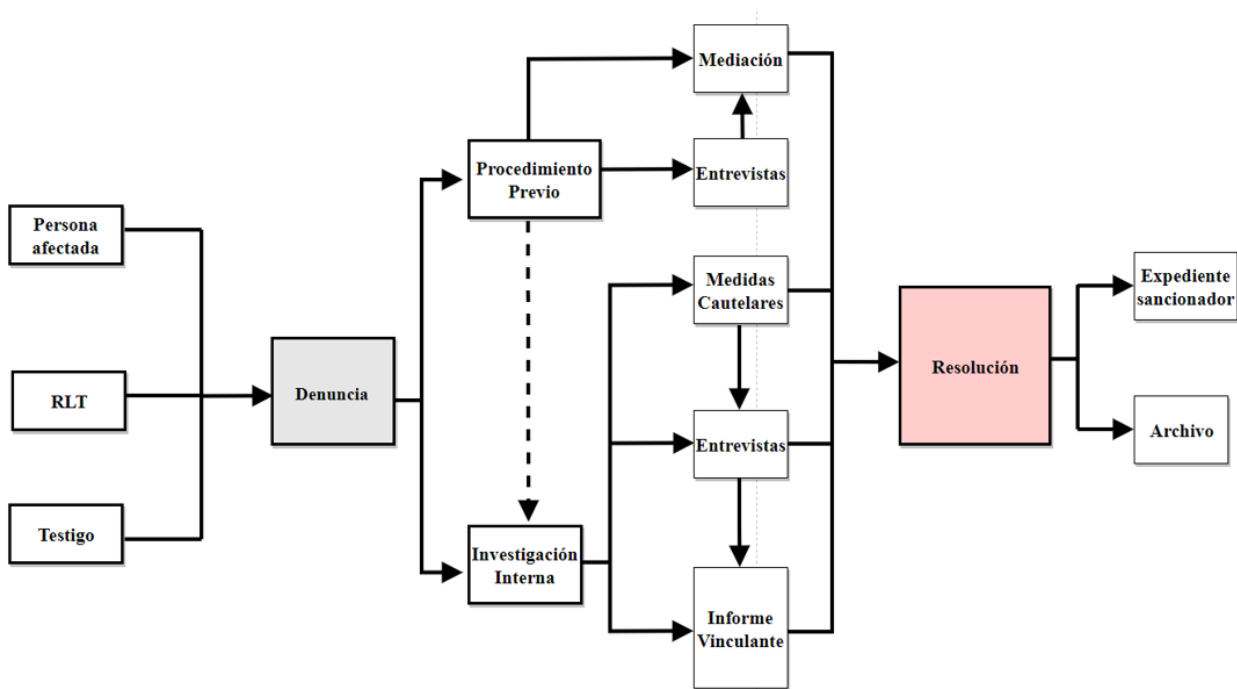 Mediación
Procedimiento
Previo
Entrevistas
Persona
afectada
Medidas
Cautelares
Expediente
sancionador
Denuncia
Resolución
RLT
Entrevistas
Archivo
Testigo
Investigación
Interna
Informe
Vinculante